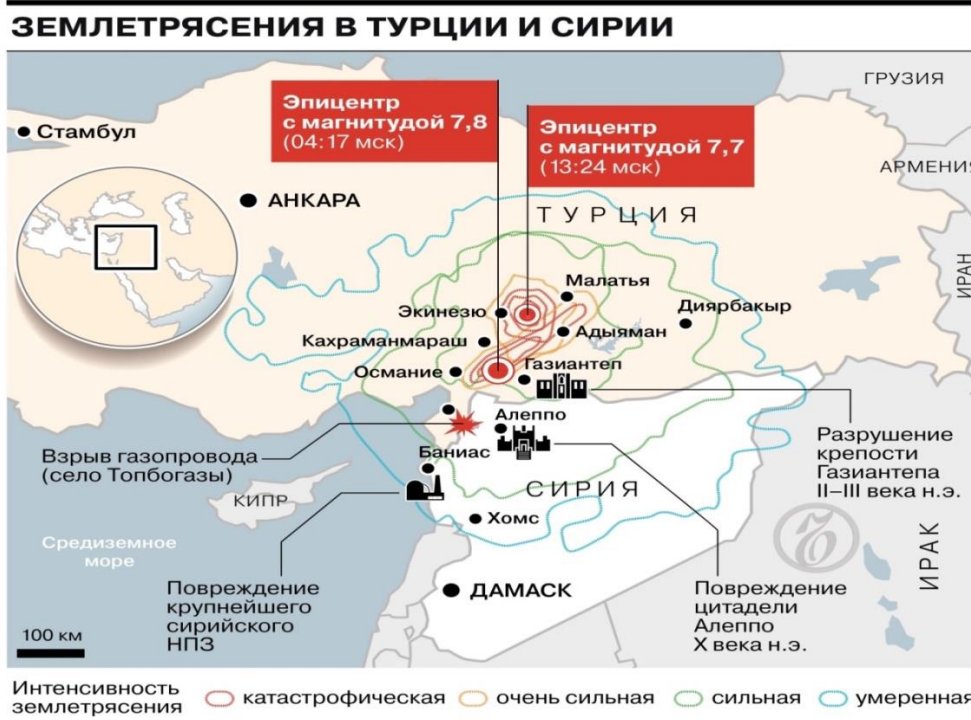 ЗЕМЛЕТРЯСЕНИЯ В ТУРЦИИ И СИРИИ
ГРУЗИЯ
Эпицентр
с магнитудой 7,8
(04:17 мск)
Эпицентр
с магнитудой 7,7
(13:24 мск)
Стамбул
АРМЕНИЯ
АНКАРА
ТУРЦИЯ
ИРАН
Малатья
Экинезю
Диярбакыр
Кахраманмараш
Адыяман
Османие
Газиантеп
Алеппо
Взрыв газопровода
(село Топбогазы)
Баниас
Разрушение
крепости
Газиантепа
II–III века н.э.
КИПР
СИРИЯ
Хомс
Средиземное
море
ИРАК
Повреждение
крупнейшего
сирийского
НПЗ
ДАМАСК
Повреждение
цитадели
Алеппо
X века н.э.
100 км
Интенсивность
землетрясения
катастрофическая
очень сильная
сильная
умеренная